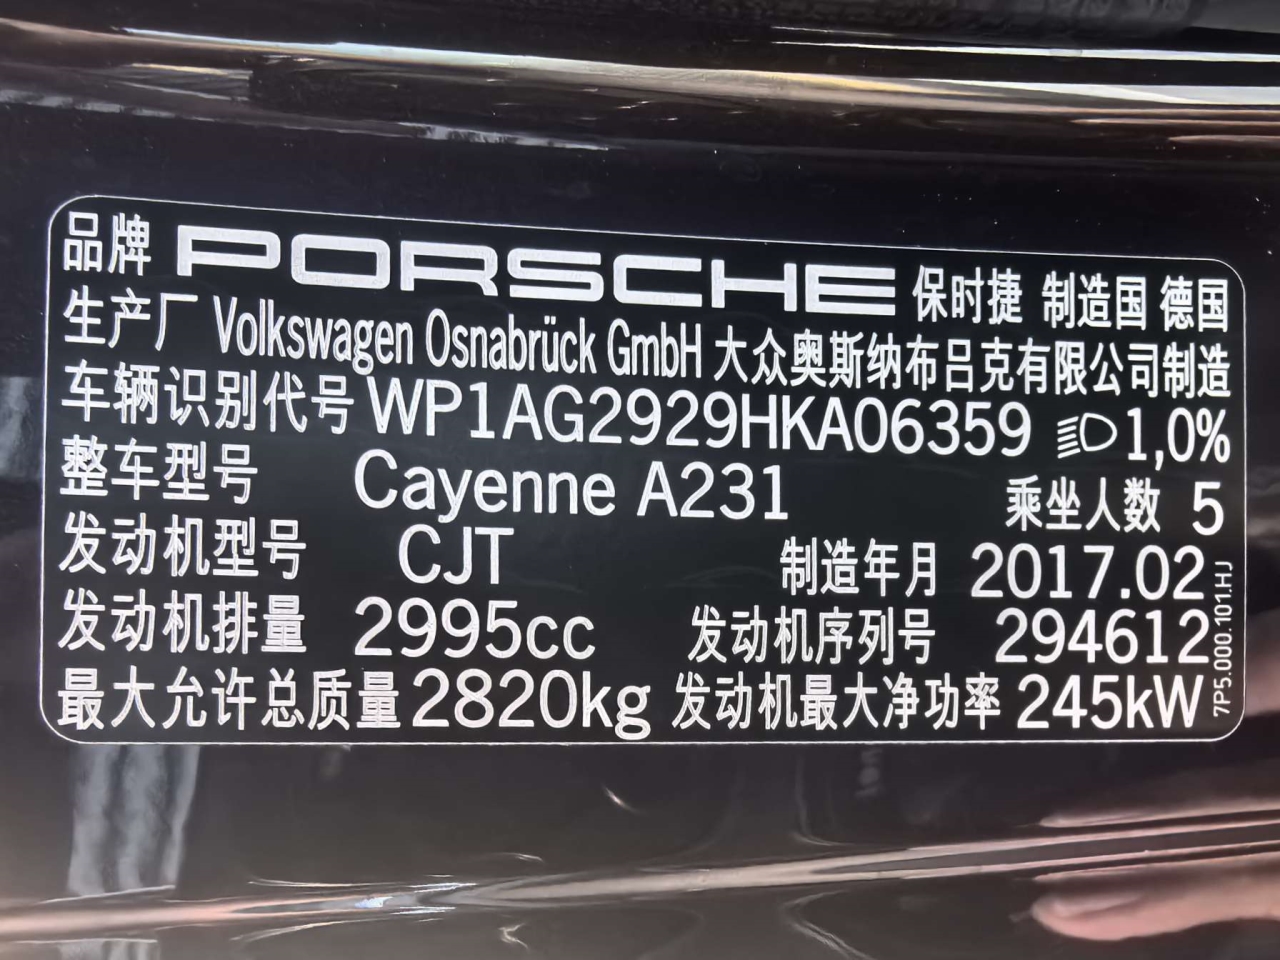 品牌 PORSCHE 保时捷 制造国 德国
生产厂 Volkswagen Osnabrück GmbH 大众奥斯纳布吕克有限公司制造
车辆识别代号 WP1AG2929HKA06359 1,0%
整车型号 Cayenne A231 乘坐人数 5
发动机型号 CJT 制造年月 2017.02
发动机排量 2995cc 发动机序列号 294612
最大允许总质量 2820kg 发动机最大净功率 245kW
7P5.000.101.HJ